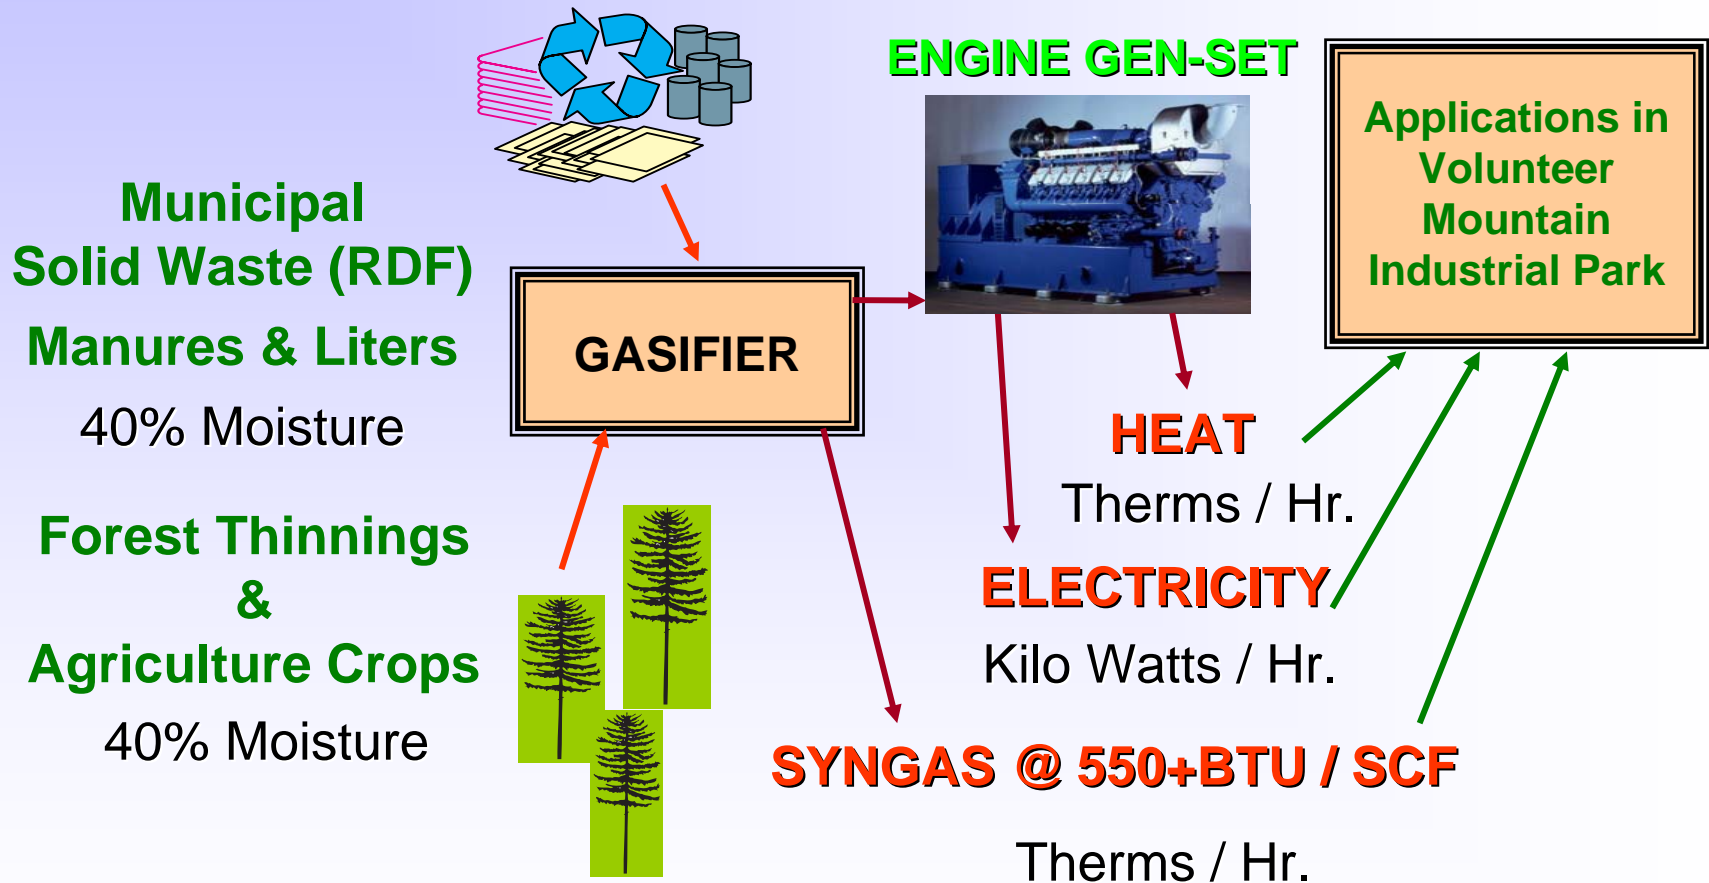 Municipal
Solid Waste (RDF)
Manures & Liters
40% Moisture
Forest Thinnings
&
Agriculture Crops
40% Moisture
GASIFIER
ENGINE GEN-SET
HEAT
Therms / Hr.
ELECTRICITY
Kilo Watts / Hr.
SYNGAS @ 550+BTU / SCF
Therms / Hr.
Applications in
Volunteer
Mountain
Industrial Park